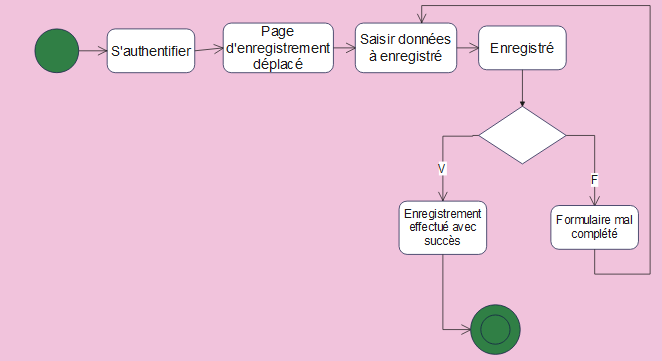 S'authentifier
Page
d'enregistrement
déplacé
Saisir données
à enregistré
Enregistré
V
F
Enregistrement
effectué avec
succès
Formulaire mal
complété